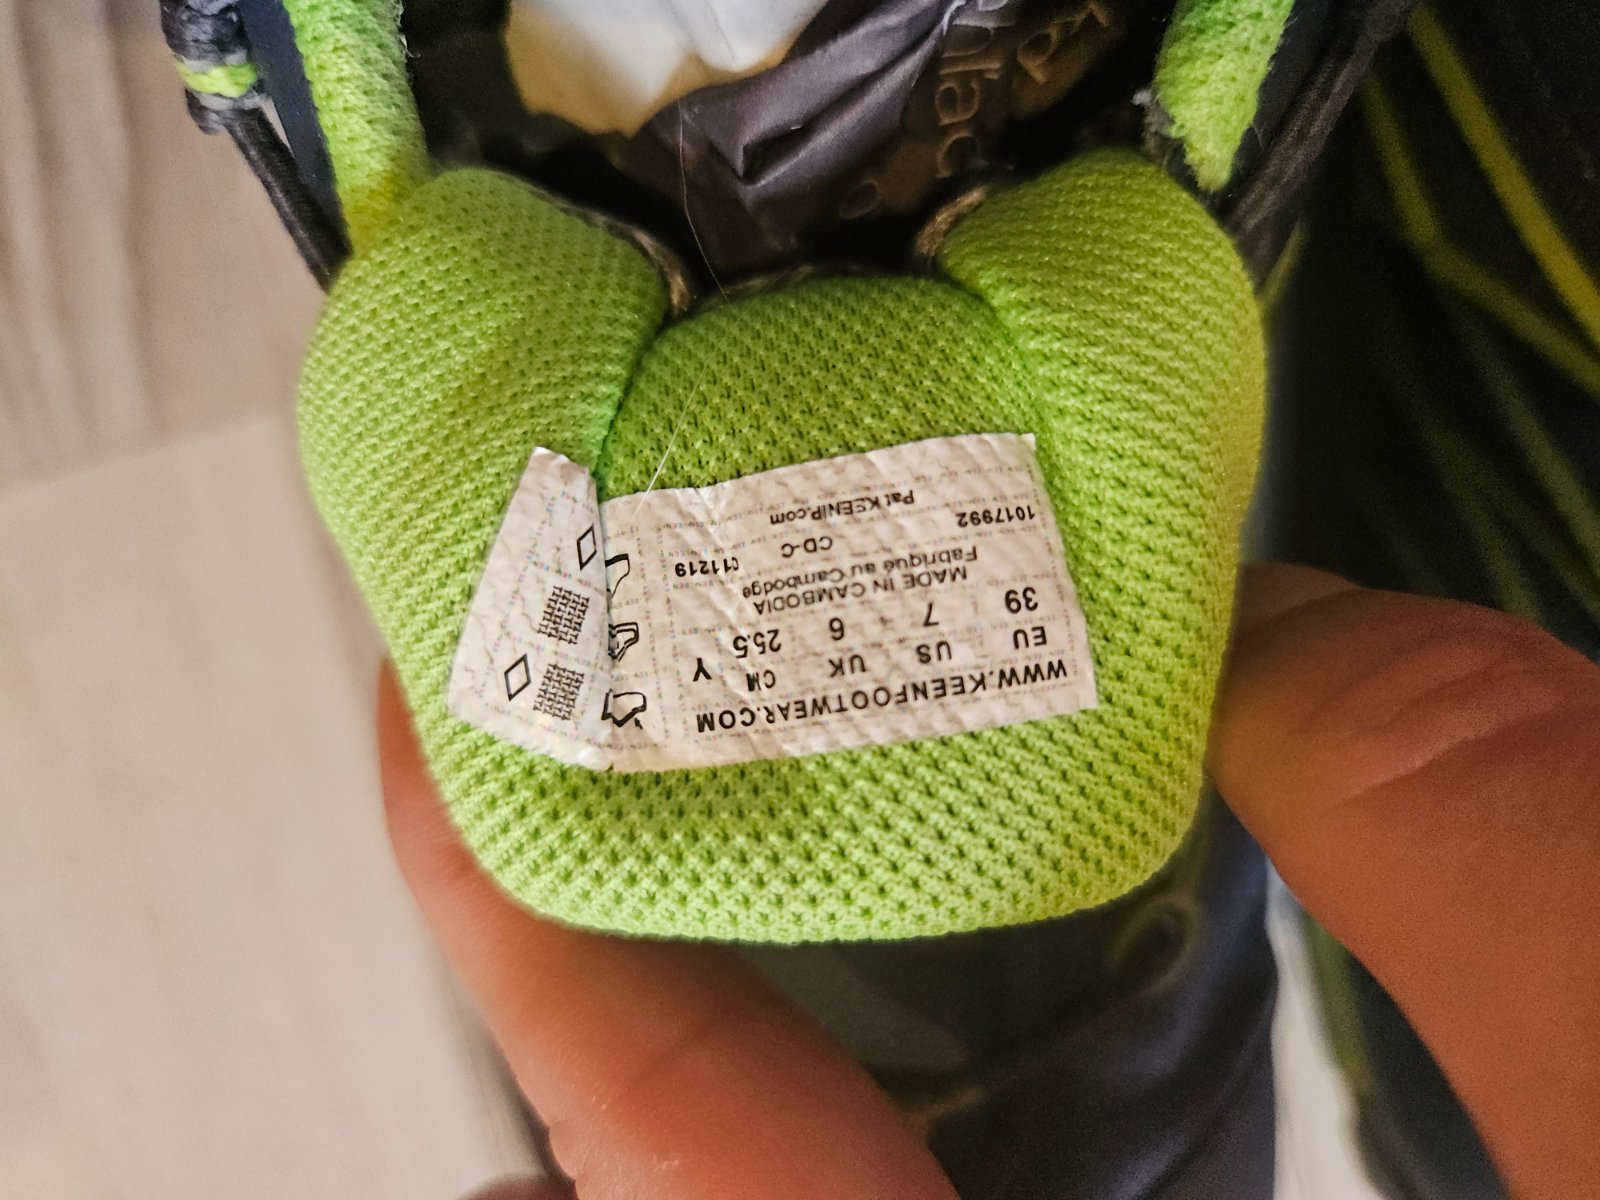 WWW.KEENFOOTWEAR.COM
EU US UK CM Y
39 7 6 25.5
MADE IN CAMBODIA
Fabriqué au Cambodge
CD-C C11219
1017992
Pat KEENIP.com